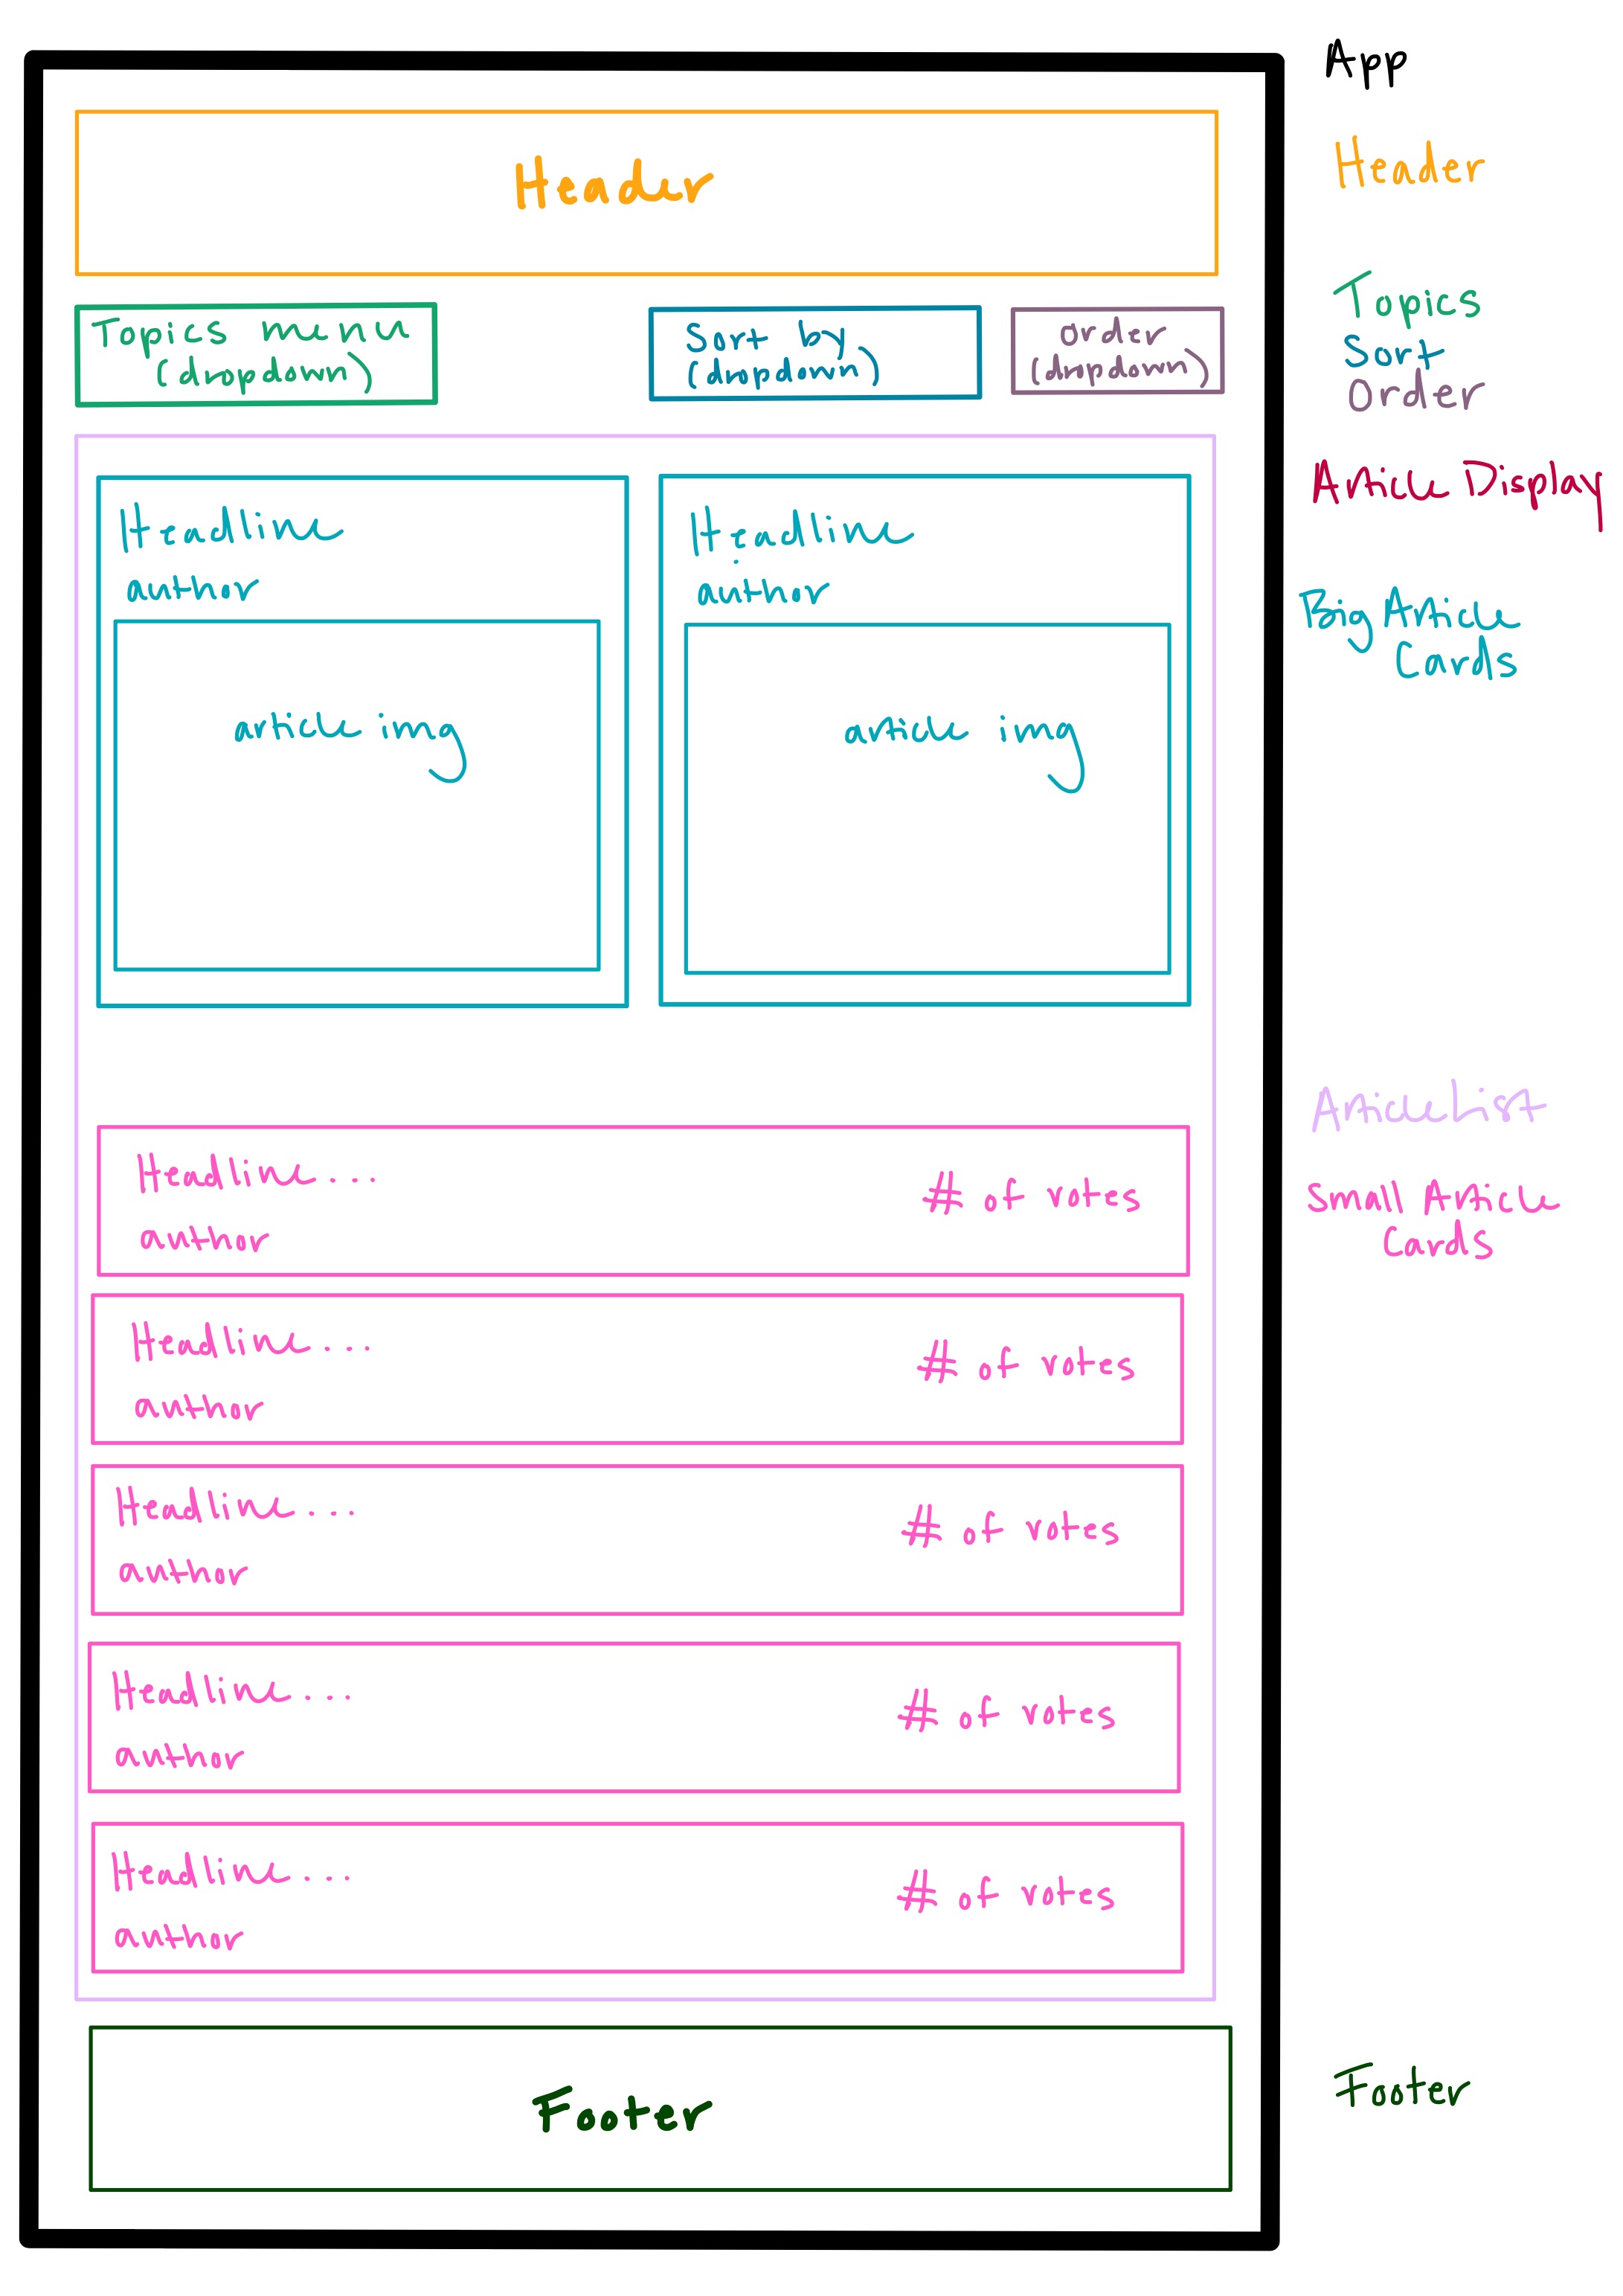 App
Header
Header
Topics menu
(dropdown)
Sort by
(dropdown)
order
(dropdown)
Topics
Sort
Order
Article Display
Headline
author
article img
Headline
author
article img
Big Article
Cards
Article List
Headline...
author
# of votes
Small Article
Cards
Headline...
author
# of votes
Headline...
author
# of votes
Headline...
author
# of votes
Headline...
author
# of votes
Footer
Footer